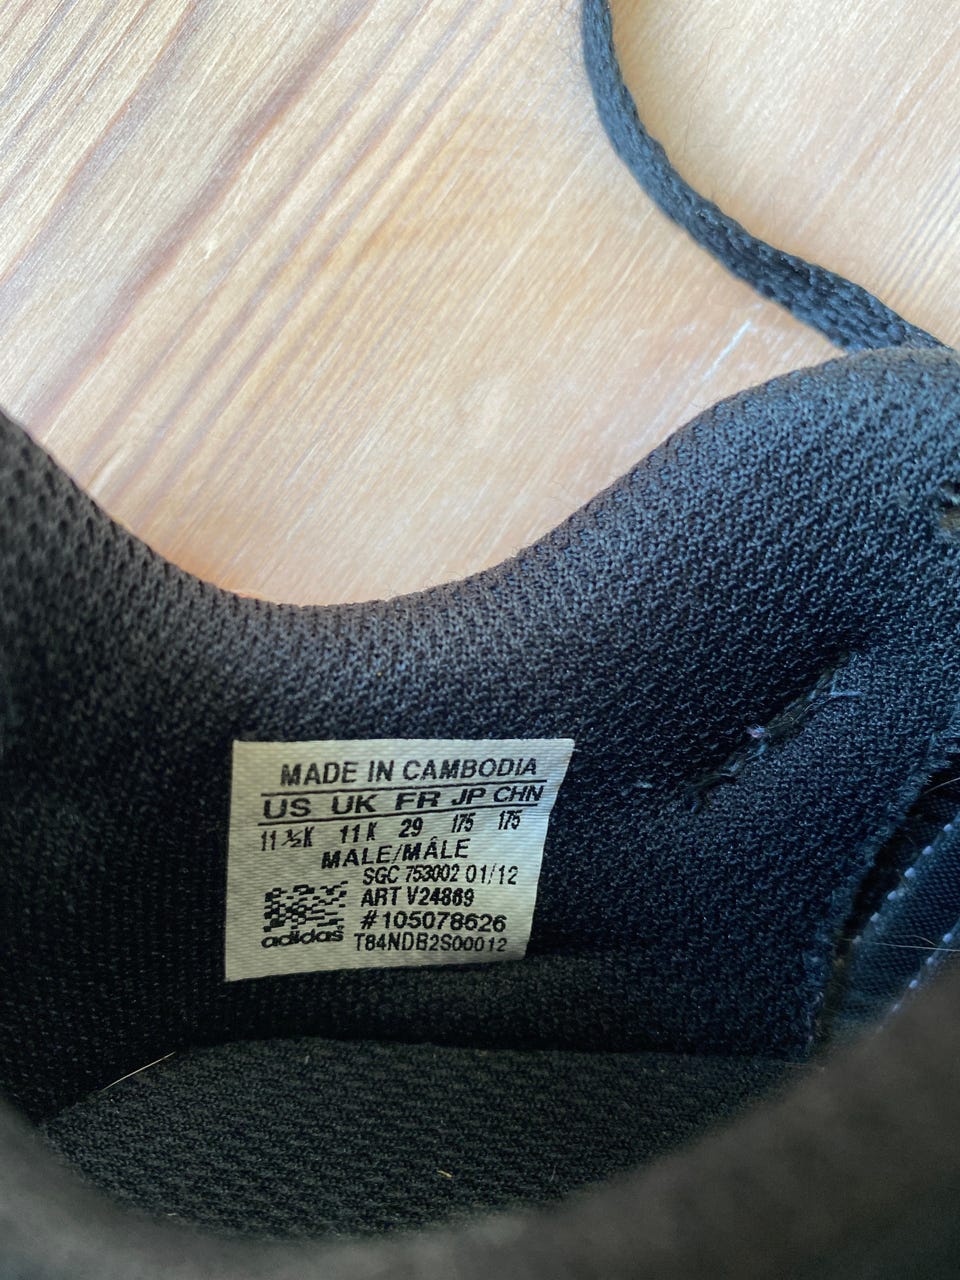 MADE IN CAMBODIA
US UK FR JP CHN
11 ½K 11 K 29 175 175
MALE/MÂLE
SGC 753002 01/12
ART V24869
#105078626
adidas T84NDB2S00012